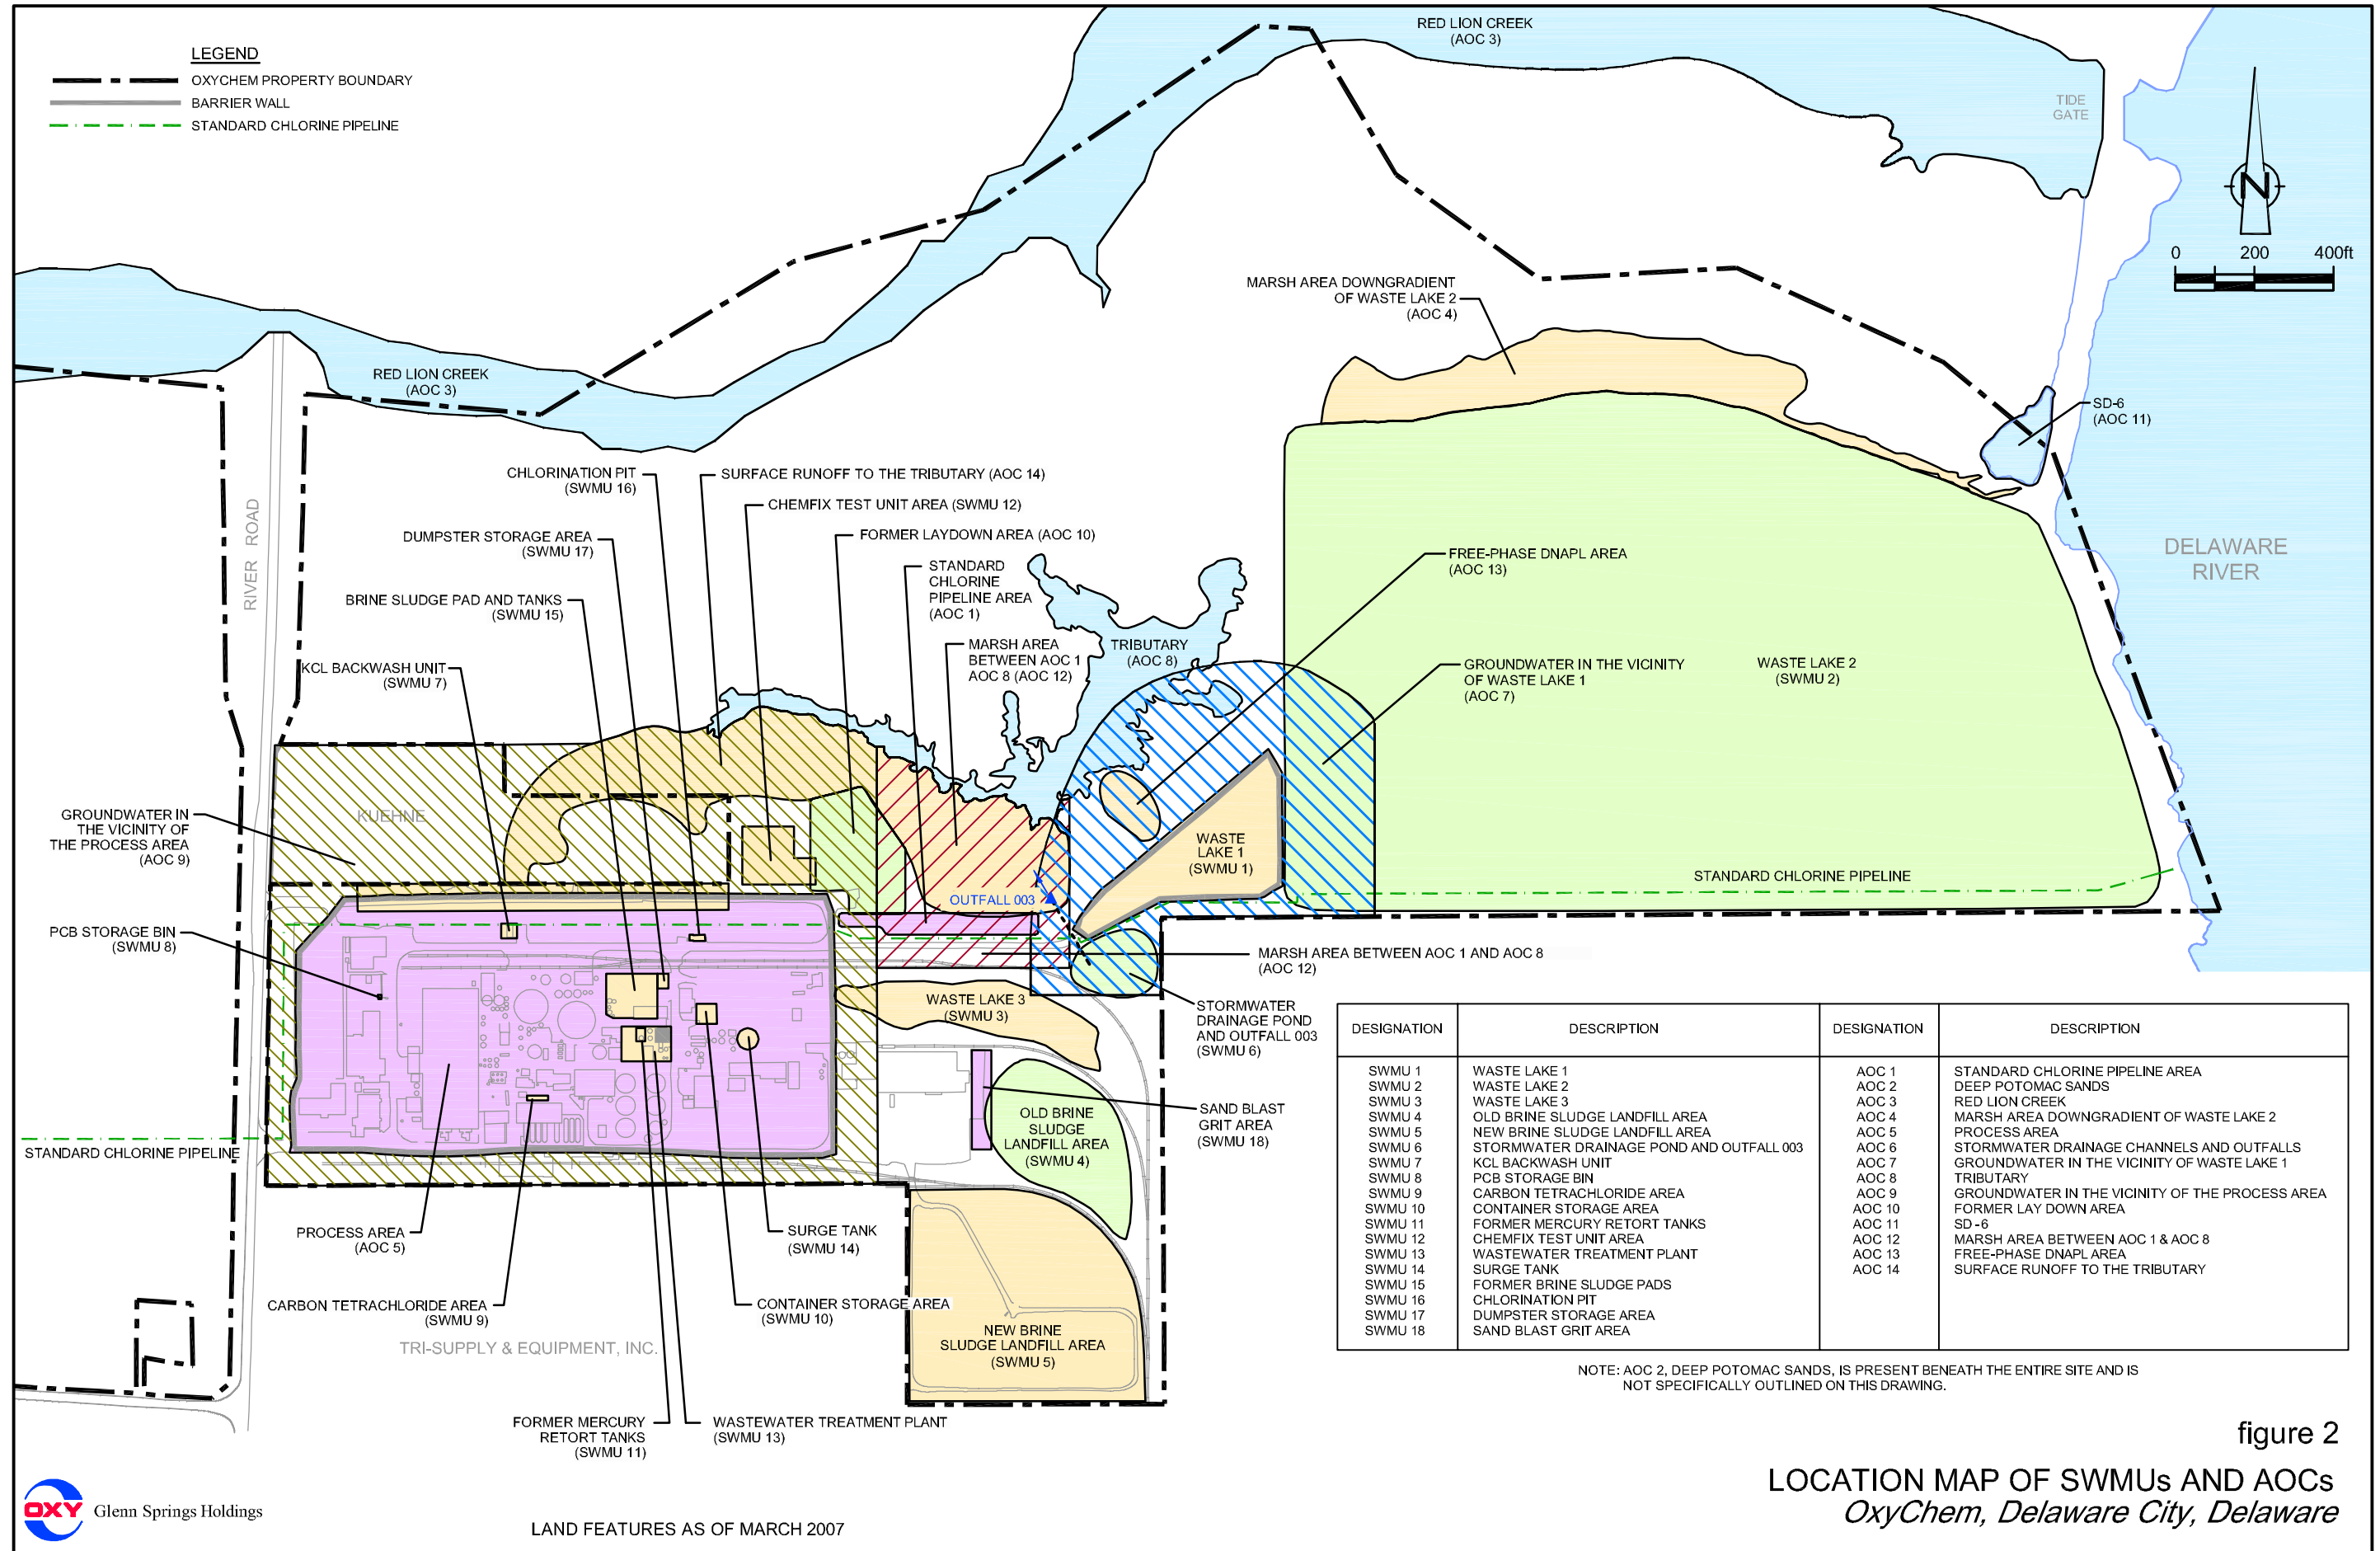 LEGEND
OXYCHEM PROPERTY BOUNDARY
BARRIER WALL
STANDARD CHLORINE PIPELINE
RED LION CREEK
(AOC 3)
TIDE
GATE
N
0 200 400ft
MARSH AREA DOWNGRADIENT
OF WASTE LAKE 2
(AOC 4)
RED LION CREEK
(AOC 3)
SD-6
(AOC 11)
RIVER ROAD
CHLORINATION PIT
(SWMU 16)
SURFACE RUNOFF TO THE TRIBUTARY (AOC 14)
CHEMFIX TEST UNIT AREA (SWMU 12)
DUMPSTER STORAGE AREA
(SWMU 17)
FORMER LAYDOWN AREA (AOC 10)
STANDARD
CHLORINE
PIPELINE AREA
(AOC 1)
FREE-PHASE DNAPL AREA
(AOC 13)
DELAWARE
RIVER
BRINE SLUDGE PAD AND TANKS
(SWMU 15)
MARSH AREA
BETWEEN AOC 1
AOC 8 (AOC 12)
TRIBUTARY
(AOC 8)
KCL BACKWASH UNIT
(SWMU 7)
GROUNDWATER IN THE VICINITY
OF WASTE LAKE 1
(AOC 7)
WASTE LAKE 2
(SWMU 2)
GROUNDWATER IN
THE VICINITY OF
THE PROCESS AREA
(AOC 9)
KUEHNE
WASTE
LAKE 1
(SWMU 1)
STANDARD CHLORINE PIPELINE
OUTFALL 003
PCB STORAGE BIN
(SWMU 8)
MARSH AREA BETWEEN AOC 1 AND AOC 8
(AOC 12)
WASTE LAKE 3
(SWMU 3)
STORMWATER
DRAINAGE POND
AND OUTFALL 003
(SWMU 6)
SAND BLAST
GRIT AREA
(SWMU 18)
OLD BRINE
SLUDGE
LANDFILL AREA
(SWMU 4)
STANDARD CHLORINE PIPELINE
PROCESS AREA
(AOC 5)
SURGE TANK
(SWMU 14)
CARBON TETRACHLORIDE AREA
(SWMU 9)
CONTAINER STORAGE AREA
(SWMU 10)
TRI-SUPPLY & EQUIPMENT, INC.
NEW BRINE
SLUDGE LANDFILL AREA
(SWMU 5)
FORMER MERCURY
RETORT TANKS
(SWMU 11)
WASTEWATER TREATMENT PLANT
(SWMU 13)
DESIGNATION DESCRIPTION DESIGNATION DESCRIPTION
SWMU 1 WASTE LAKE 1 AOC 1 STANDARD CHLORINE PIPELINE AREA
SWMU 2 WASTE LAKE 2 AOC 2 DEEP POTOMAC SANDS
SWMU 3 WASTE LAKE 3 AOC 3 RED LION CREEK
SWMU 4 OLD BRINE SLUDGE LANDFILL AREA AOC 4 MARSH AREA DOWNGRADIENT OF WASTE LAKE 2
SWMU 5 NEW BRINE SLUDGE LANDFILL AREA AOC 5 PROCESS AREA
SWMU 6 STORMWATER DRAINAGE POND AND OUTFALL 003 AOC 6 STORMWATER DRAINAGE CHANNELS AND OUTFALLS
SWMU 7 KCL BACKWASH UNIT AOC 7 GROUNDWATER IN THE VICINITY OF WASTE LAKE 1
SWMU 8 PCB STORAGE BIN AOC 8 TRIBUTARY
SWMU 9 CARBON TETRACHLORIDE AREA AOC 9 GROUNDWATER IN THE VICINITY OF THE PROCESS AREA
SWMU 10 CONTAINER STORAGE AREA AOC 10 FORMER LAY DOWN AREA
SWMU 11 FORMER MERCURY RETORT TANKS AOC 11 SD-6
SWMU 12 CHEMFIX TEST UNIT AREA AOC 12 MARSH AREA BETWEEN AOC 1 & AOC 8
SWMU 13 WASTEWATER TREATMENT PLANT AOC 13 FREE-PHASE DNAPL AREA
SWMU 14 SURGE TANK AOC 14 SURFACE RUNOFF TO THE TRIBUTARY
SWMU 15 FORMER BRINE SLUDGE PADS
SWMU 16 CHLORINATION PIT
SWMU 17 DUMPSTER STORAGE AREA
SWMU 18 SAND BLAST GRIT AREA
NOTE: AOC 2, DEEP POTOMAC SANDS, IS PRESENT BENEATH THE ENTIRE SITE AND IS
NOT SPECIFICALLY OUTLINED ON THIS DRAWING.
figure 2
LOCATION MAP OF SWMUs AND AOCs
OxyChem, Delaware City, Delaware
OXY Glenn Springs Holdings
LAND FEATURES AS OF MARCH 2007